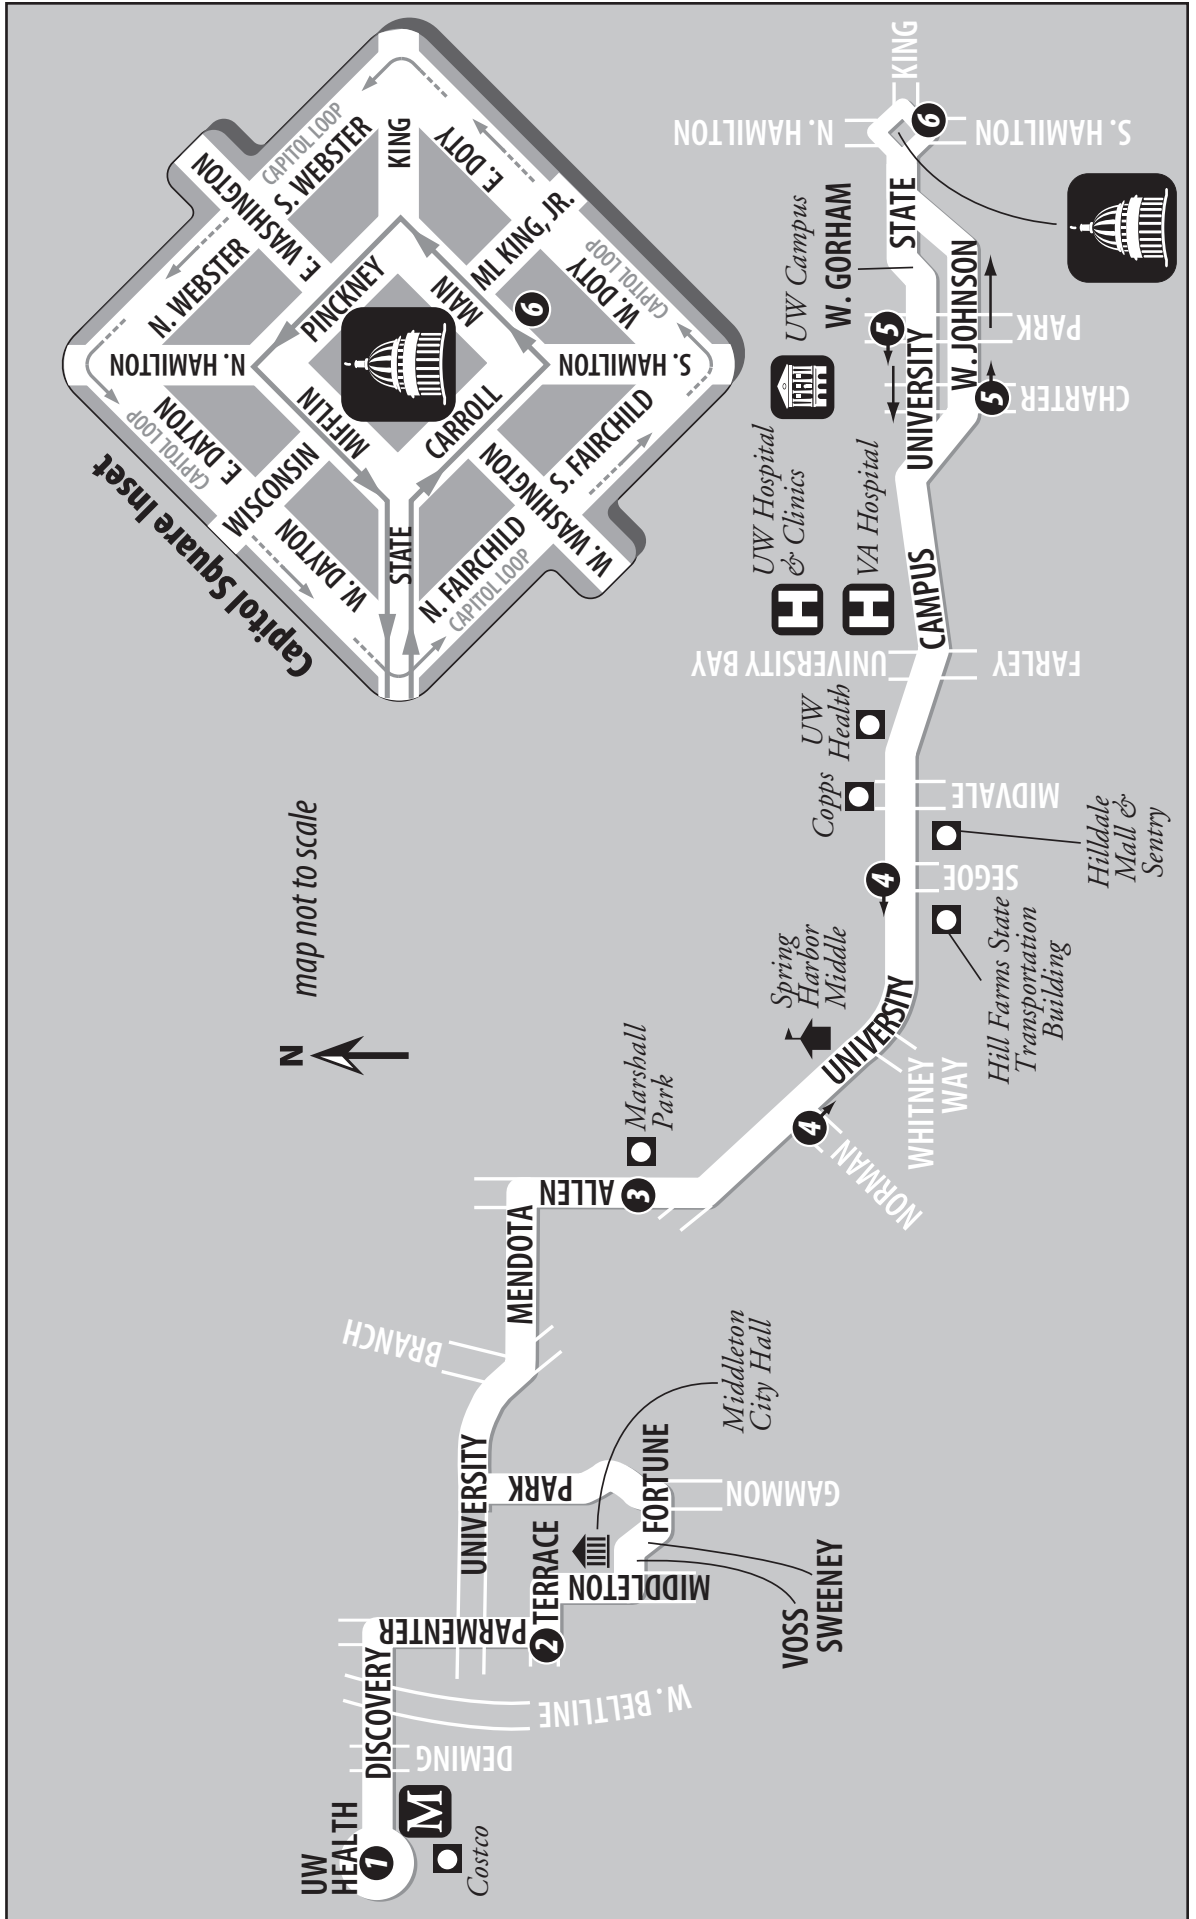 Capitol Square Inset
CAPITOL LOOP
S. WEBSTER
E. WASHINGTON
N. WEBSTER
KING
E. DOTY
ML KING, JR.
W. DOTY
CAPITOL LOOP
PINCKNEY
MAIN
6
N. HAMILTON
S. HAMILTON
MIFFLIN
CARROLL
E. DAYTON
CAPITOL LOOP
WISCONSIN
W. DAYTON
STATE
N. FAIRCHILD
CAPITOL LOOP
W. WASHINGTON
S. FAIRCHILD
N
map not to scale
UW
HEALTH
1
M
Costco
DISCOVERY
DEMING
W. BELTLINE
PARMENTER
2
TERRACE
UNIVERSITY
PARK
MIDDLETON
FORTUNE
GAMMON
VOSS
SWEENEY
Middleton
City Hall
BRANCH
MENDOTA
ALLEN
3
Marshall
Park
NORMAN
4
UNIVERSITY
WHITNEY
WAY
Spring
Harbor
Middle
4
Hill Farms State
Transportation
Building
SEGOE
Hilldale
Mall &
Sentry
MIDVALE
Copps
UW
Health
UNIVERSITY BAY
FARLEY
CAMPUS
H
UW Hospital
& Clinics
H
VA Hospital
UNIVERSITY
5
CHARTER
PARK
W. JOHNSON
5
UW Campus
W. GORHAM
STATE
N. HAMILTON
S. HAMILTON
6
KING